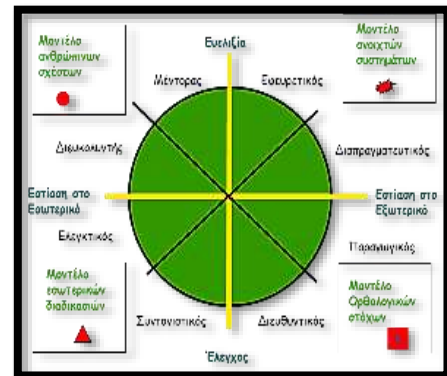 Μοντέλο
ανθρώπινων
σχέσεων
Ευελιξία
Μοντέλο
ανοιχτών
συστημάτων
Μέντορας
Εφευρετικός
Διευκολυντής
Διαπραγματευτικός
Εστίαση στο
Εσωτερικό
Εστίαση στο
Εξωτερικό
Ελεγκτικός
Παραγωγικός
Μοντέλο
εσωτερικών
διαδικασιών
Μοντέλο
Ορθολογικών
στόχων
Συντονιστικός
Διευθυντικός
Έλεγχος